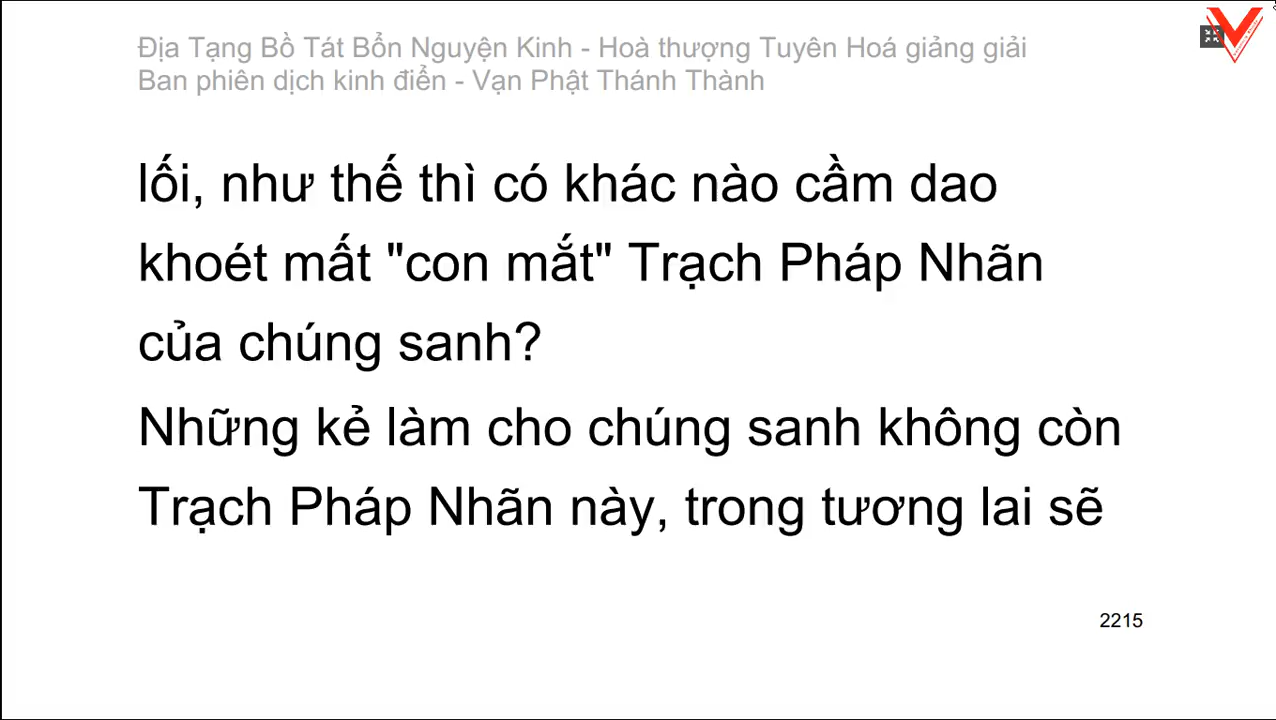 Địa Tạng Bồ Tát Bổn Nguyện Kinh - Hoà thượng Tuyên Hoá giảng giải
Ban phiên dịch kinh điển - Vạn Phật Thánh Thành
lối, như thế thì có khác nào cầm dao
khoét mất "con mắt" Trạch Pháp Nhãn
của chúng sanh?
Những kẻ làm cho chúng sanh không còn
Trạch Pháp Nhãn này, trong tương lai sẽ
2215